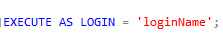 EXECUTE AS LOGIN = 'loginName';